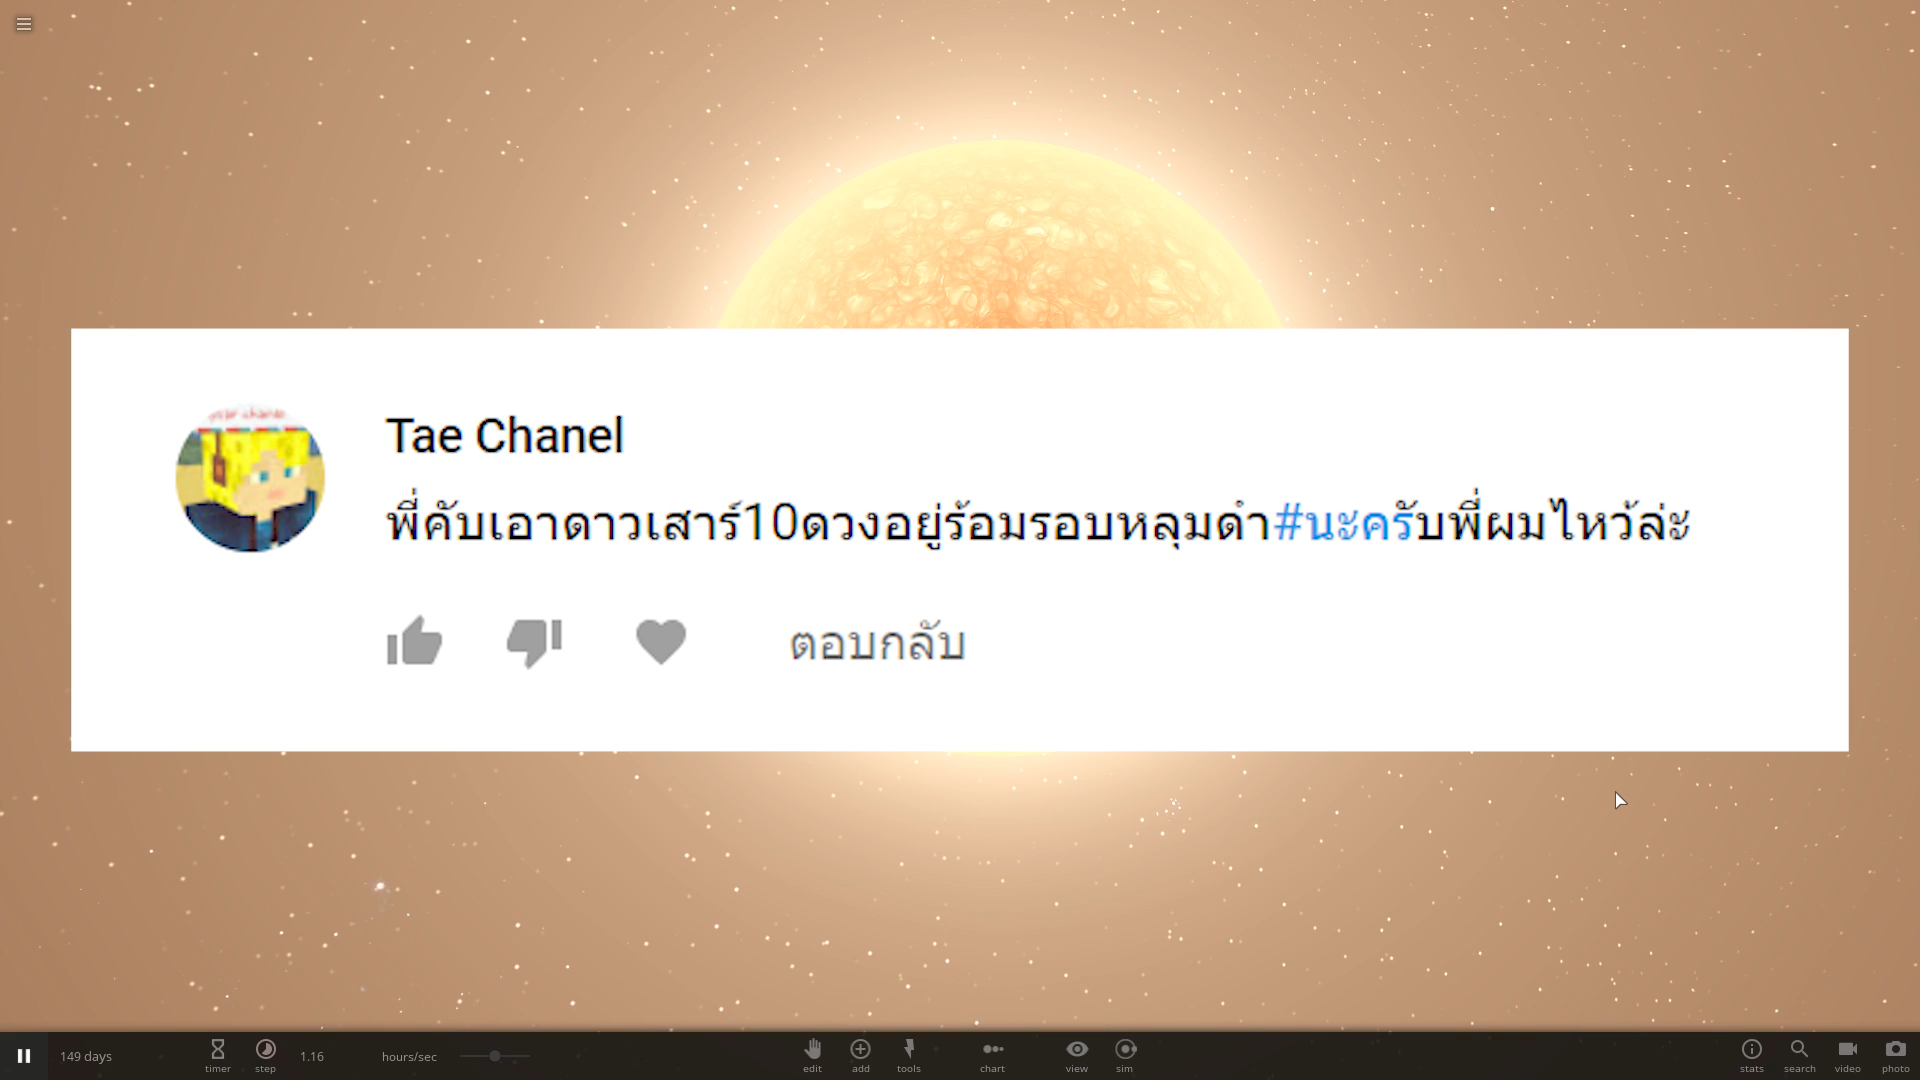 Tae Chanel
พี่คับเอาดาวเสาร์10ดวงอยู่ร้อมรอบหลุมดำ#นะครับพี่ผมไหว้ล่ะ
ตอบกลับ
149 days
timer
step
1.16
hours/sec
edit
add
tools
chart
view
sim
stats
search
video
photo